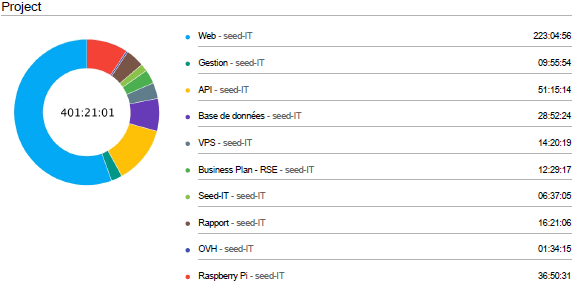 Project
401:21:01
Web - seed-IT 223:04:56
Gestion - seed-IT 09:55:54
API - seed-IT 51:15:14
Base de données - seed-IT 28:52:24
VPS - seed-IT 14:20:19
Business Plan - RSE - seed-IT 12:29:17
Seed-IT - seed-IT 06:37:05
Rapport - seed-IT 16:21:06
OVH - seed-IT 01:34:15
Raspberry Pi - seed-IT 36:50:31